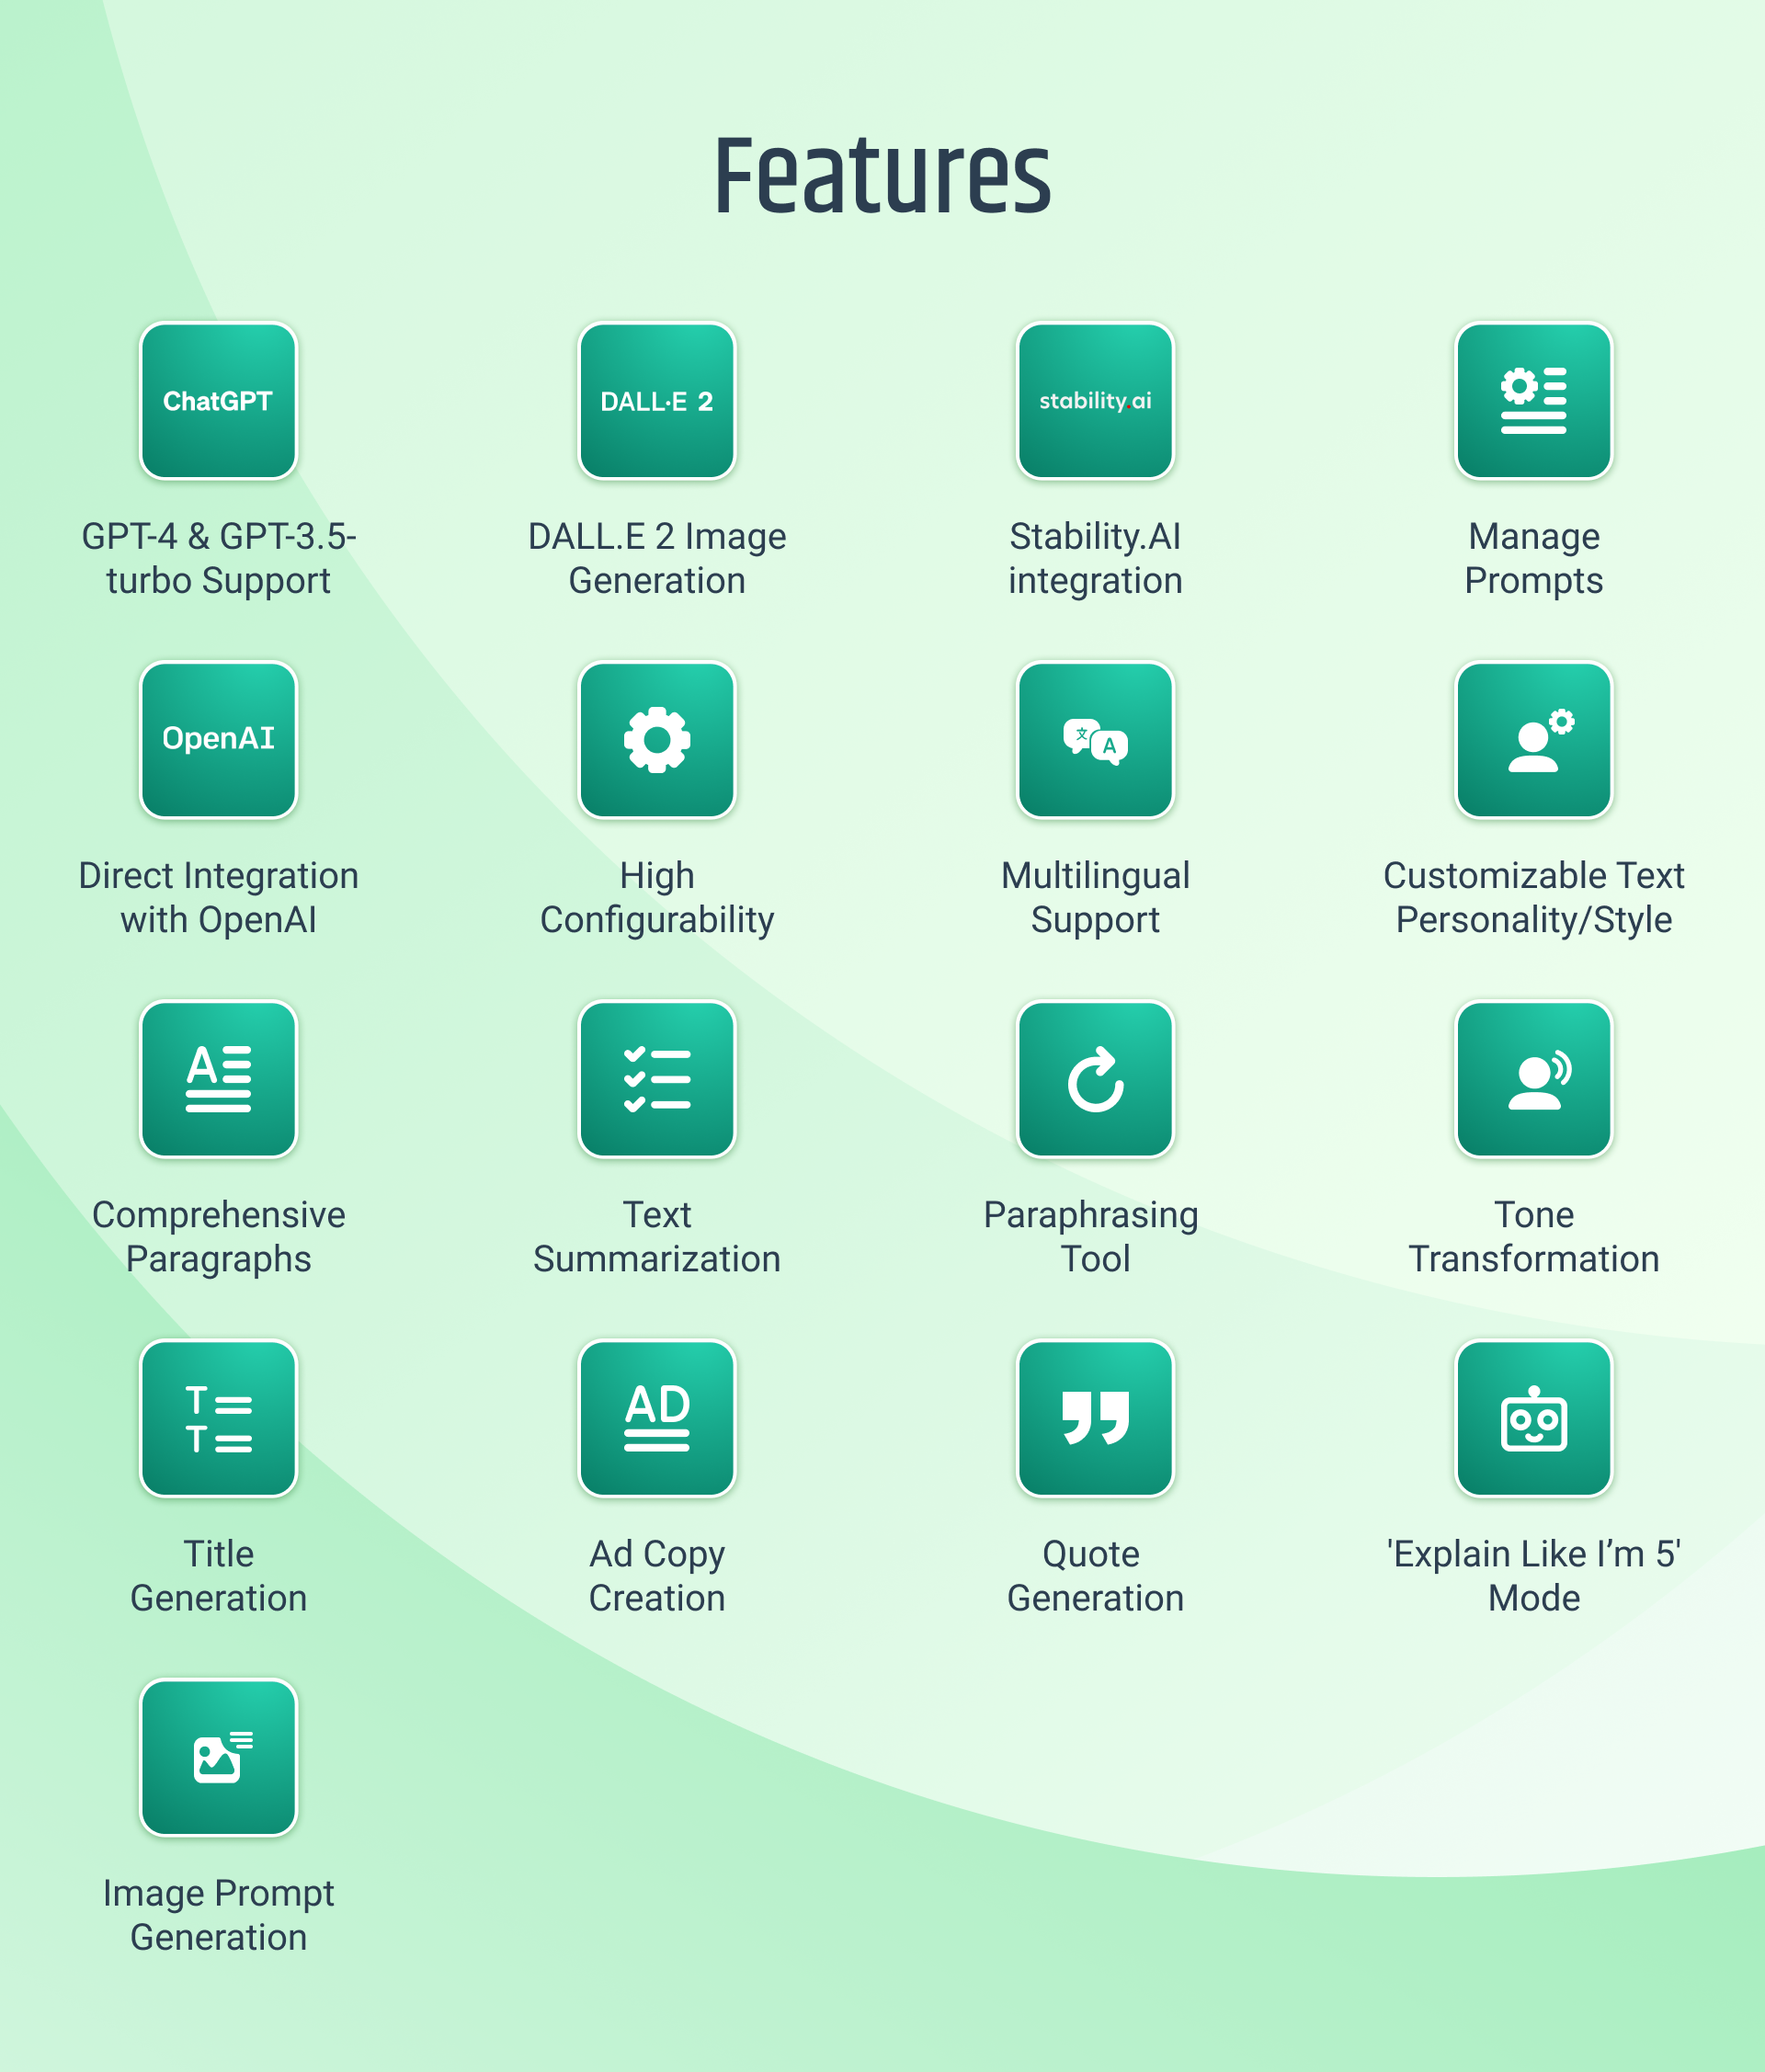 Features
ChatGPT
DALL·E 2
stability.ai
GPT-4 & GPT-3.5-
turbo Support
DALL.E 2 Image
Generation
Stability.AI
integration
Manage
Prompts
OpenAI
文 A
Direct Integration
with OpenAI
High
Configurability
Multilingual
Support
Customizable Text
Personality/Style
A
Comprehensive
Paragraphs
Text
Summarization
Paraphrasing
Tool
Tone
Transformation
T
T
AD
Title
Generation
Ad Copy
Creation
Quote
Generation
'Explain Like I’m 5'
Mode
Image Prompt
Generation